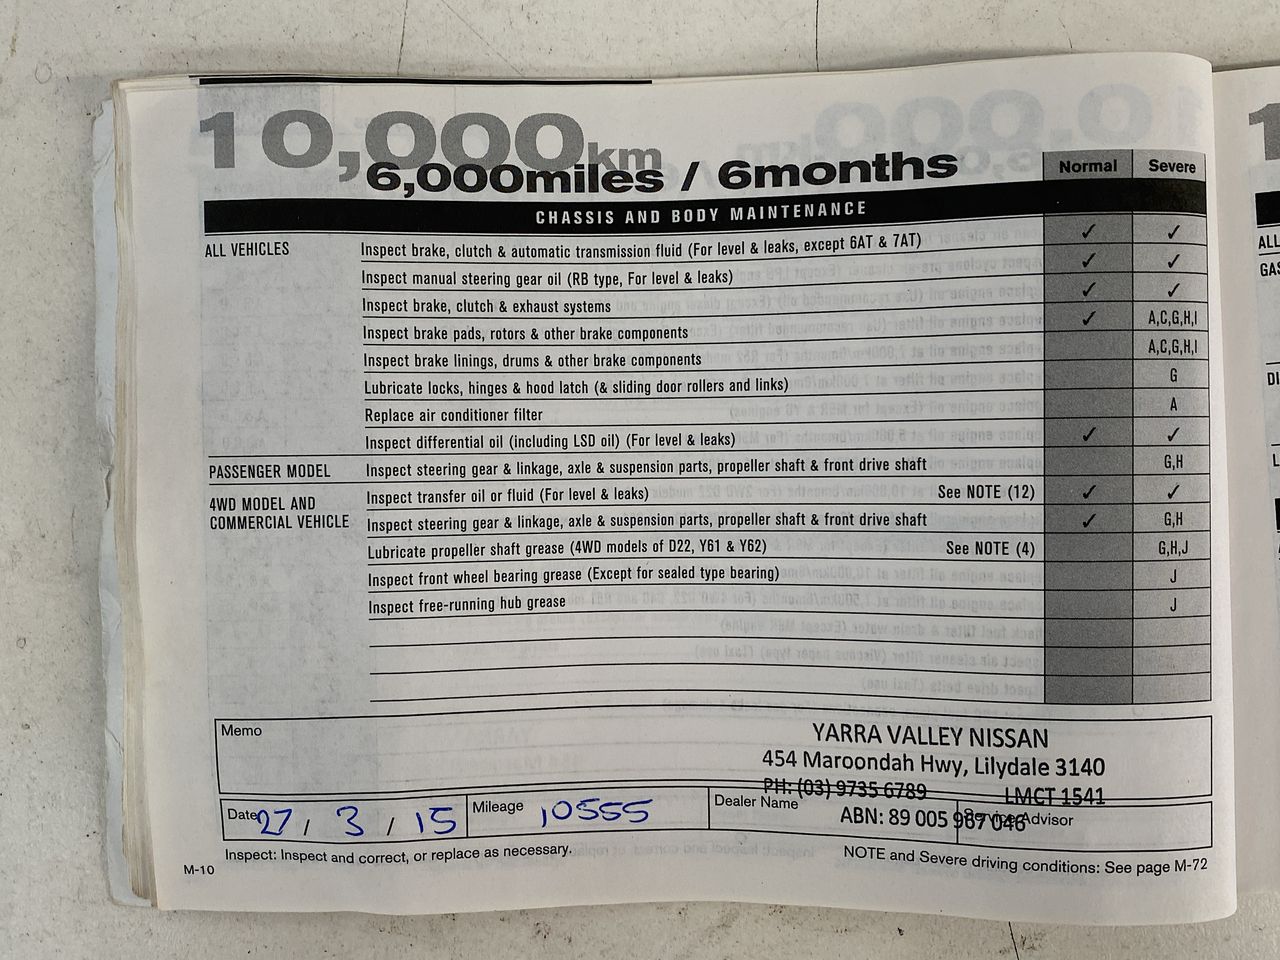 10,000km
6,000miles / 6months
Normal Severe
CHASSIS AND BODY MAINTENANCE
ALL VEHICLES Inspect brake, clutch & automatic transmission fluid (For level & leaks, except 6AT & 7AT) ✓ ✓
Inspect manual steering gear oil (RB type, For level & leaks) ✓ ✓
Inspect brake, clutch & exhaust systems ✓ ✓
Inspect brake pads, rotors & other brake components ✓ A,C,G,H,I
Inspect brake linings, drums & other brake components A,C,G,H,I
Lubricate locks, hinges & hood latch (& sliding door rollers and links) G
Replace air conditioner filter A
Inspect differential oil (including LSD oil) (For level & leaks) ✓ ✓
PASSENGER MODEL Inspect steering gear & linkage, axle & suspension parts, propeller shaft & front drive shaft G,H
4WD MODEL AND Inspect transfer oil or fluid (For level & leaks) See NOTE (12) ✓ ✓
COMMERCIAL VEHICLE Inspect steering gear & linkage, axle & suspension parts, propeller shaft & front drive shaft ✓ G,H
Lubricate propeller shaft grease (4WD models of D22, Y61 & Y62) See NOTE (4) G,H,J
Inspect front wheel bearing grease (Except for sealed type bearing) J
Inspect free-running hub grease J
Memo
YARRA VALLEY NISSAN
454 Maroondah Hwy, Lilydale 3140
PH: (03) 9735 6789 LMCT 1541
Date 27 / 3 / 15 Mileage 10555 Dealer Name Service Advisor
ABN: 89 005 967 046
Inspect: Inspect and correct, or replace as necessary.
NOTE and Severe driving conditions: See page M-72
M-10